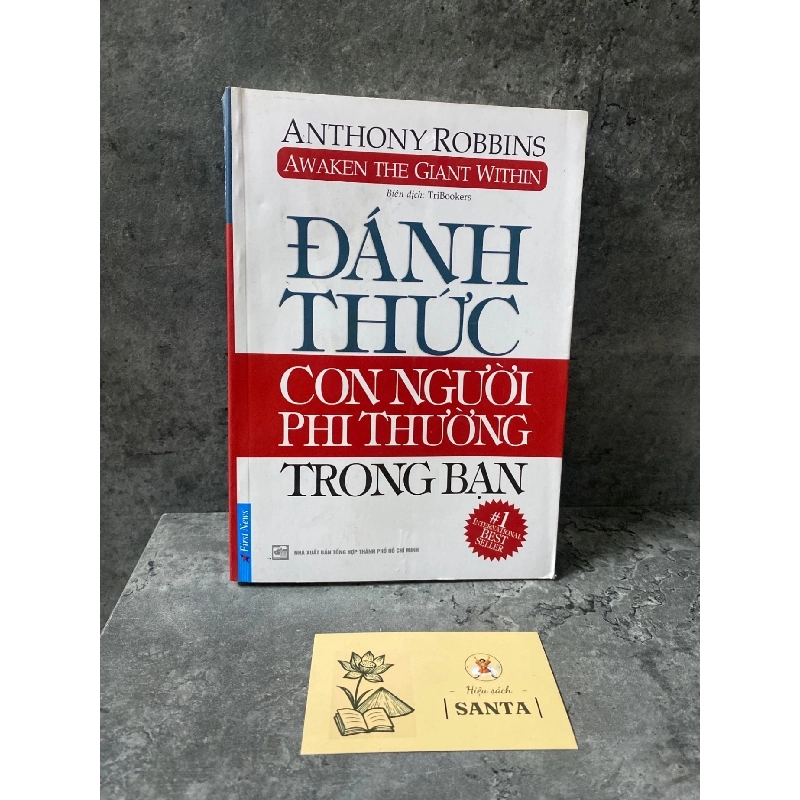 ANTHONY ROBBINS
AWAKEN THE GIANT WITHIN
Biên dịch: TriBookers
ĐÁNH
THỨC
CON NGƯỜI
PHI THƯỜNG
TRONG BẠN
#1
INTERNATIONAL
BEST
SELLER
First News
NHÀ XUẤT BẢN TỔNG HỢP THÀNH PHỐ HỒ CHÍ MINH
Hiệu sách
SANTA